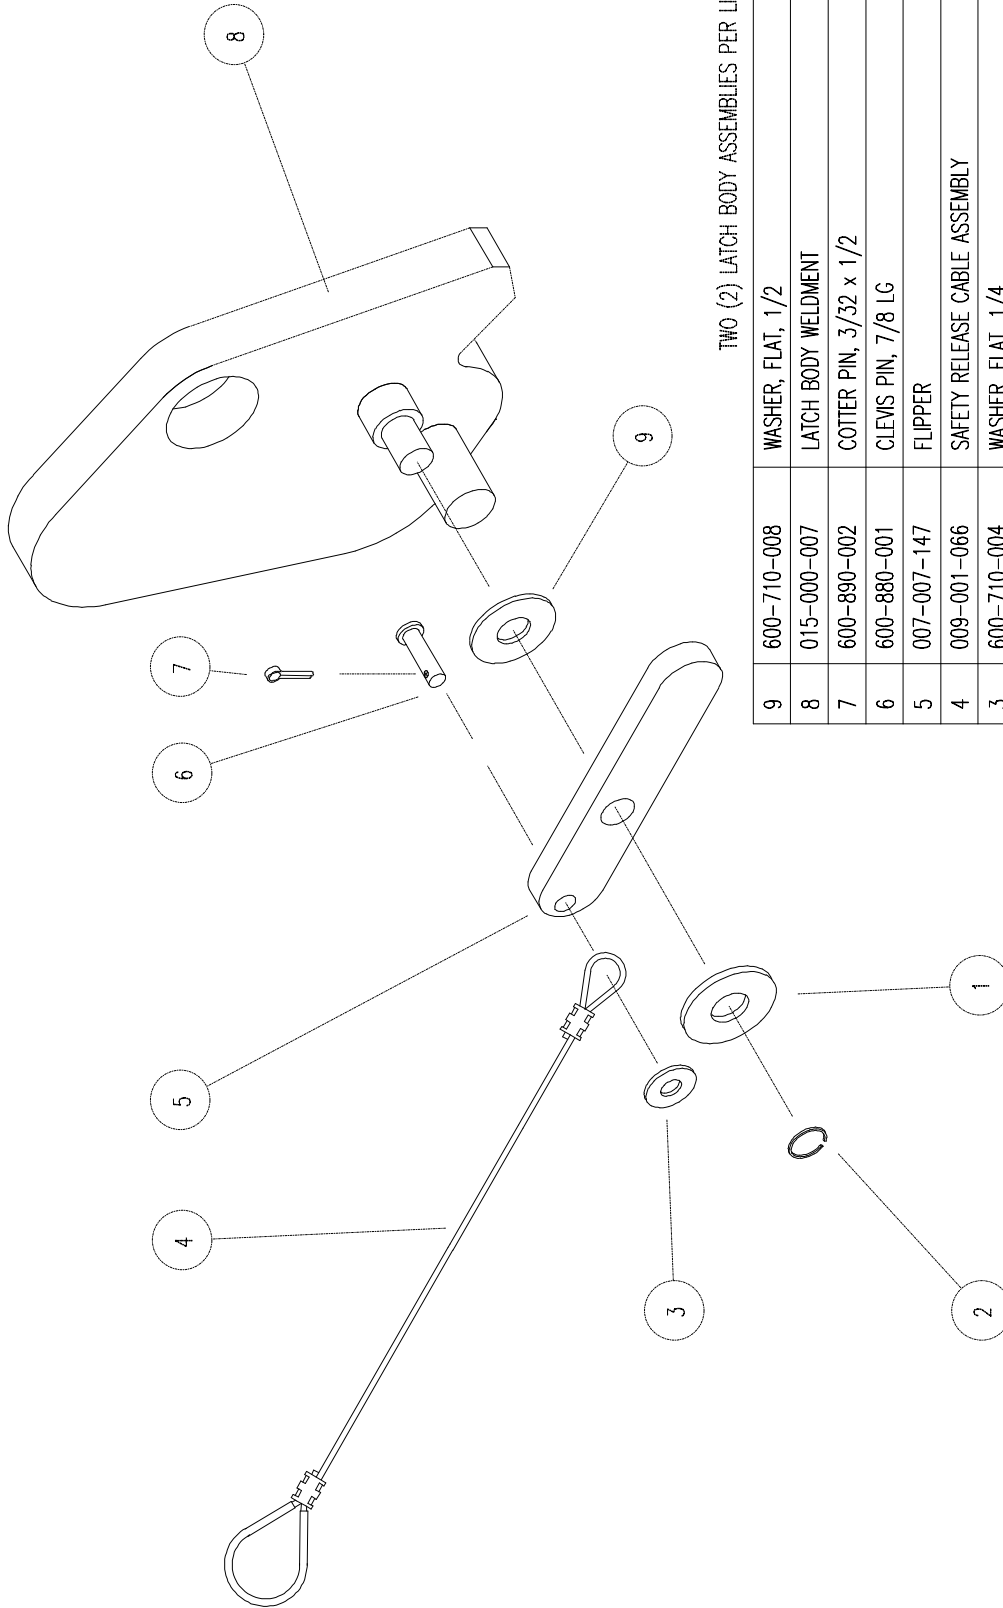 8
7
9
6
5
1
4
3
2
TWO (2) LATCH BODY ASSEMBLIES PER
9 600-710-008 WASHER, FLAT, 1/2
8 015-000-007 LATCH BODY WELDMENT
7 600-890-002 COTTER PIN, 3/32 x 1/2
6 600-880-001 CLEVIS PIN, 7/8 LG
5 007-007-147 FLIPPER
4 009-001-066 SAFETY RELEASE CABLE ASSEMBLY
3 600-710-004 WASHER, FLAT, 1/4